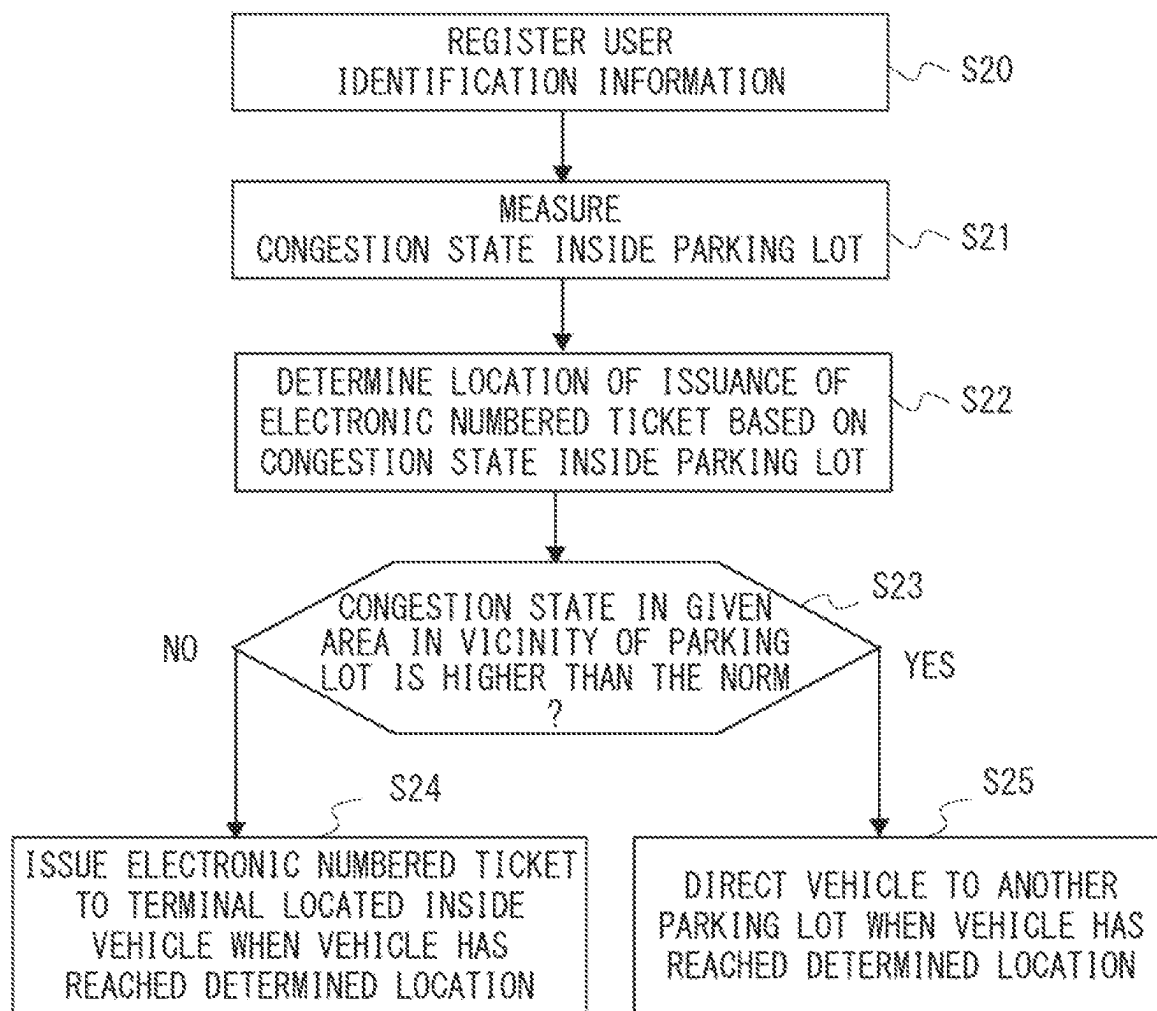 REGISTER USER
IDENTIFICATION INFORMATION
S20
MEASURE
CONGESTION STATE INSIDE PARKING LOT
S21
DETERMINE LOCATION OF ISSUANCE OF
ELECTRONIC NUMBERED TICKET BASED ON
CONGESTION STATE INSIDE PARKING LOT
S22
CONGESTION STATE IN GIVEN
AREA IN VICINITY OF PARKING
LOT IS HIGHER THAN THE NORM
?
S23
NO
YES
S24
ISSUE ELECTRONIC NUMBERED TICKET
TO TERMINAL LOCATED INSIDE
VEHICLE WHEN VEHICLE HAS
REACHED DETERMINED LOCATION
S25
DIRECT VEHICLE TO ANOTHER
PARKING LOT WHEN VEHICLE HAS
REACHED DETERMINED LOCATION